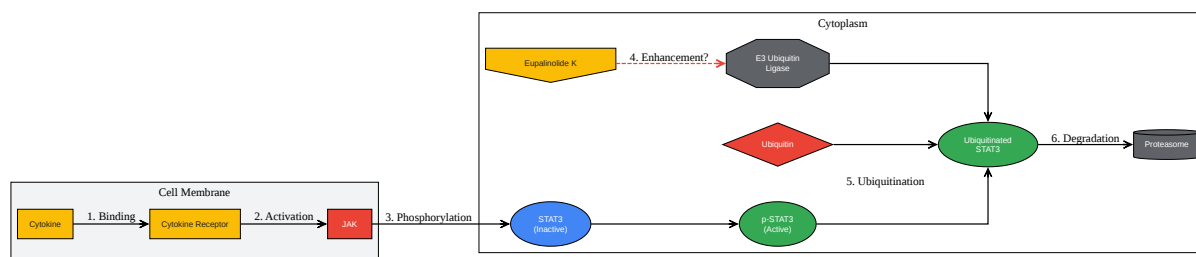 Cytoplasm
Eupalinolide K
4. Enhancement?
E3 Ubiquitin
Ligase
Ubiquitin
Ubiquitinated
STAT3
6. Degradation
Proteasome
5. Ubiquitination
Cell Membrane
Cytokine
1. Binding
Cytokine Receptor
2. Activation
JAK
3. Phosphorylation
STAT3
(Inactive)
p-STAT3
(Active)